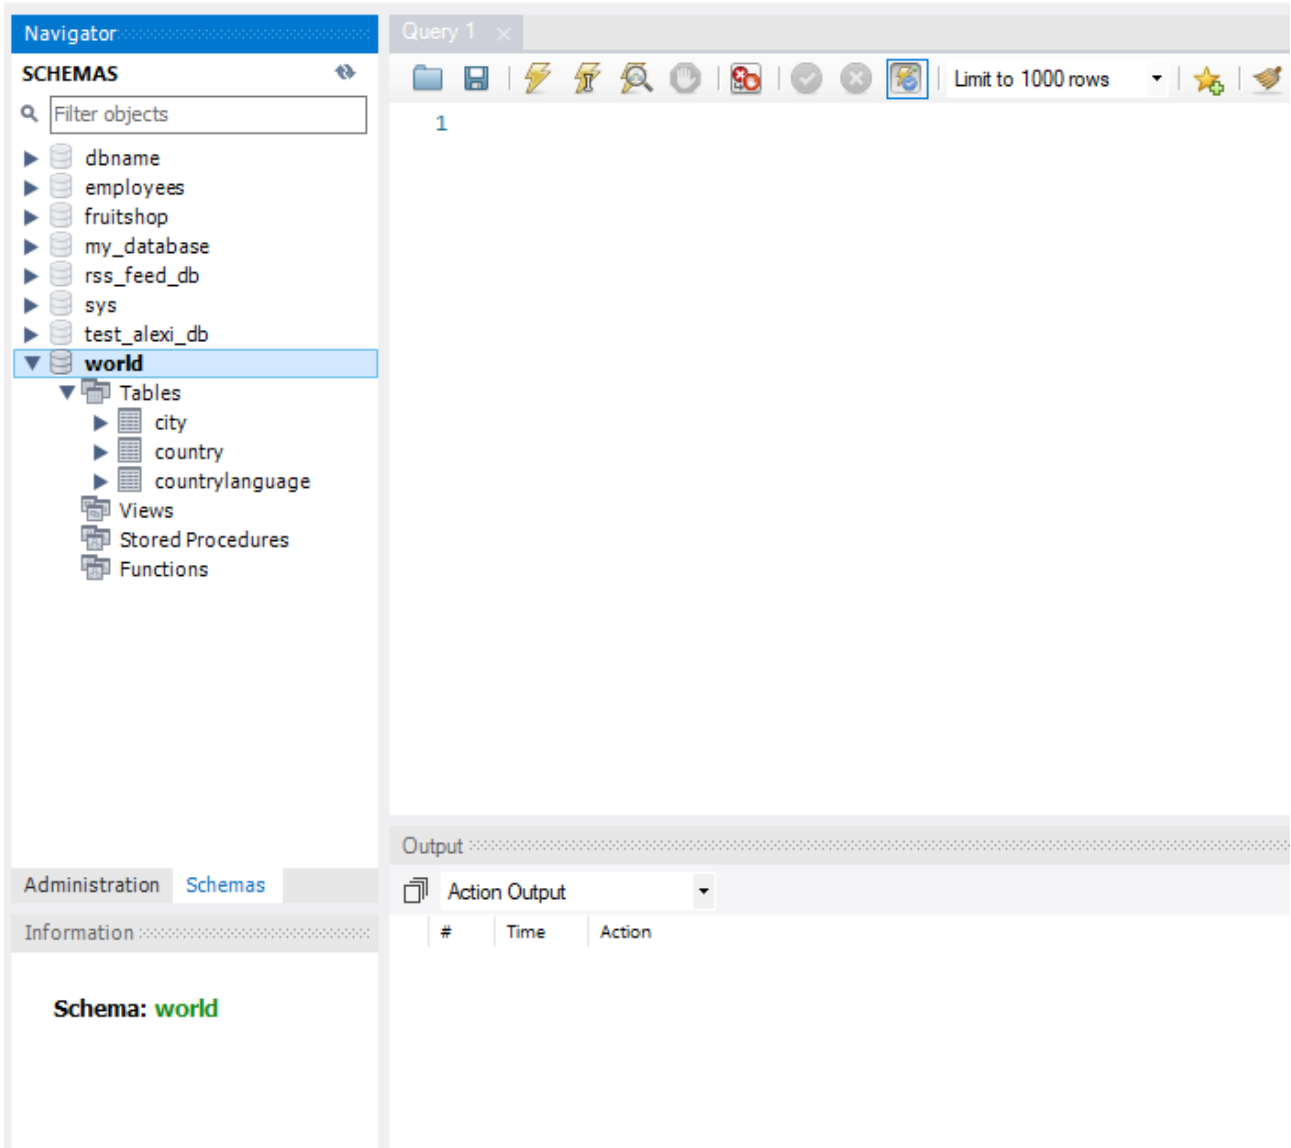 Navigator
SCHEMAS
Filter objects
dbname
employees
fruitshop
my_database
rss_feed_db
sys
test_alexi_db
world
Tables
city
country
countrylanguage
Views
Stored Procedures
Functions
Administration Schemas
Information
Schema: world
Query 1
Limit to 1000 rows
1
Output
Action Output
# Time Action